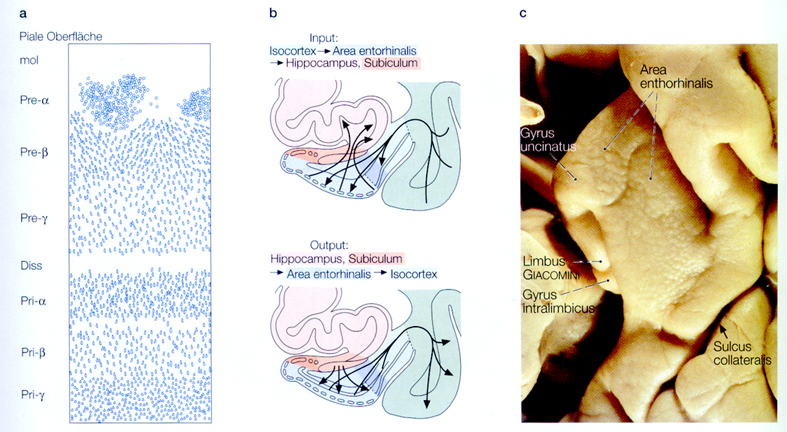 a
Piale Oberfläche
mol
Pre-α
Pre-β
Pre-γ
Diss
Pri-α
Pri-β
Pri-γ
b
Input:
Isocortex → Area entorhinalis
→ Hippocampus, Subiculum
Output:
Hippocampus, Subiculum
→ Area entorhinalis → Isocortex
c
Area
enthorhinalis
Gyrus
uncinatus
Limbus
GIACOMINI
Gyrus
intralimbicus
Sulcus
collateralis